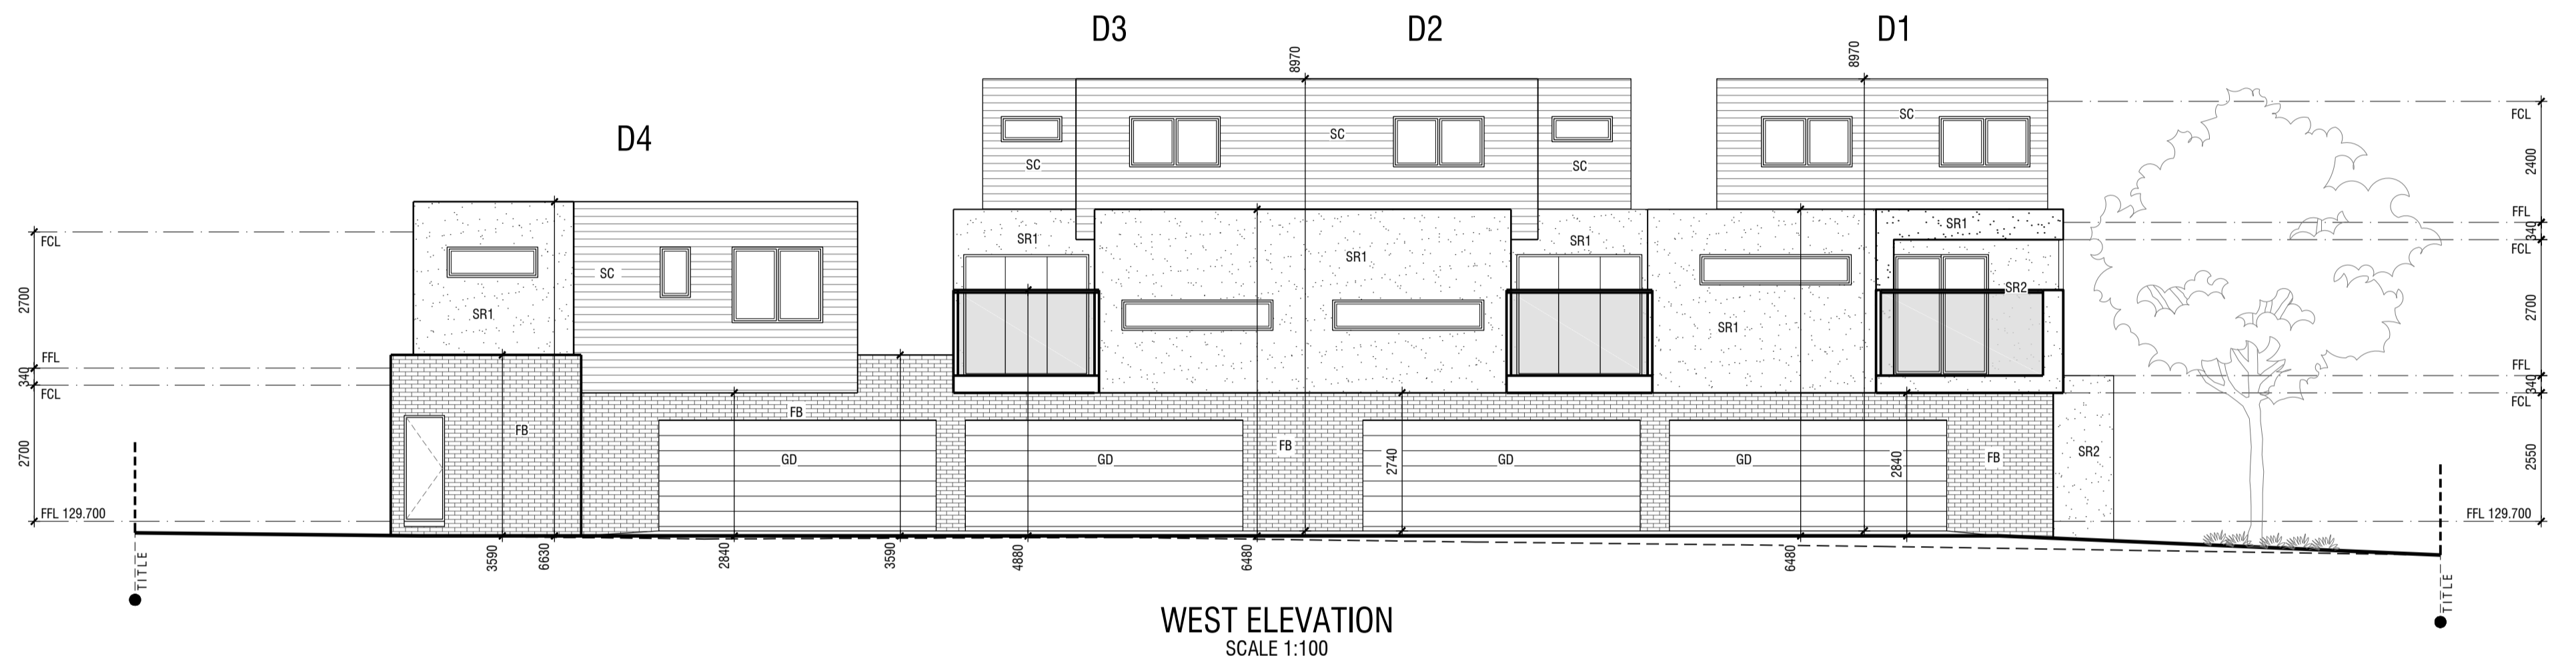 D3
D2
D1
D4
8970
8970
SC
SC
SC
SC
FCL
2400
FFL
340
FCL
2700
FFL
340
FCL
2550
FFL 129.700
FCL
2700
FFL
340
FCL
2700
FFL 129.700
SC
SR1
SR1
SR1
SR1
SR1
SR1
SR2
SR2
FB
FB
FB
FB
GD
GD
GD
GD
2740
2840
3590
6630
2840
3590
4880
6480
6480
TITLE
TITLE
WEST ELEVATION
SCALE 1:100